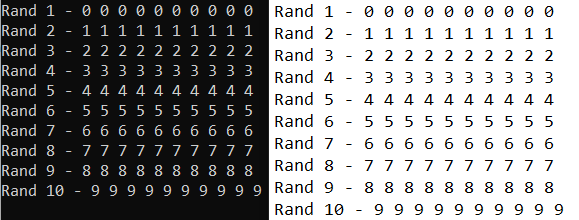 Rand 1 - 0 0 0 0 0 0 0 0 0 0
Rand 2 - 1 1 1 1 1 1 1 1 1 1
Rand 3 - 2 2 2 2 2 2 2 2 2 2
Rand 4 - 3 3 3 3 3 3 3 3 3 3
Rand 5 - 4 4 4 4 4 4 4 4 4 4
Rand 6 - 5 5 5 5 5 5 5 5 5 5
Rand 7 - 6 6 6 6 6 6 6 6 6 6
Rand 8 - 7 7 7 7 7 7 7 7 7 7
Rand 9 - 8 8 8 8 8 8 8 8 8 8
Rand 10 - 9 9 9 9 9 9 9 9 9 9
Rand 1 - 0 0 0 0 0 0 0 0 0 0
Rand 2 - 1 1 1 1 1 1 1 1 1 1
Rand 3 - 2 2 2 2 2 2 2 2 2 2
Rand 4 - 3 3 3 3 3 3 3 3 3 3
Rand 5 - 4 4 4 4 4 4 4 4 4 4
Rand 6 - 5 5 5 5 5 5 5 5 5 5
Rand 7 - 6 6 6 6 6 6 6 6 6 6
Rand 8 - 7 7 7 7 7 7 7 7 7 7
Rand 9 - 8 8 8 8 8 8 8 8 8 8
Rand 10 - 9 9 9 9 9 9 9 9 9 9